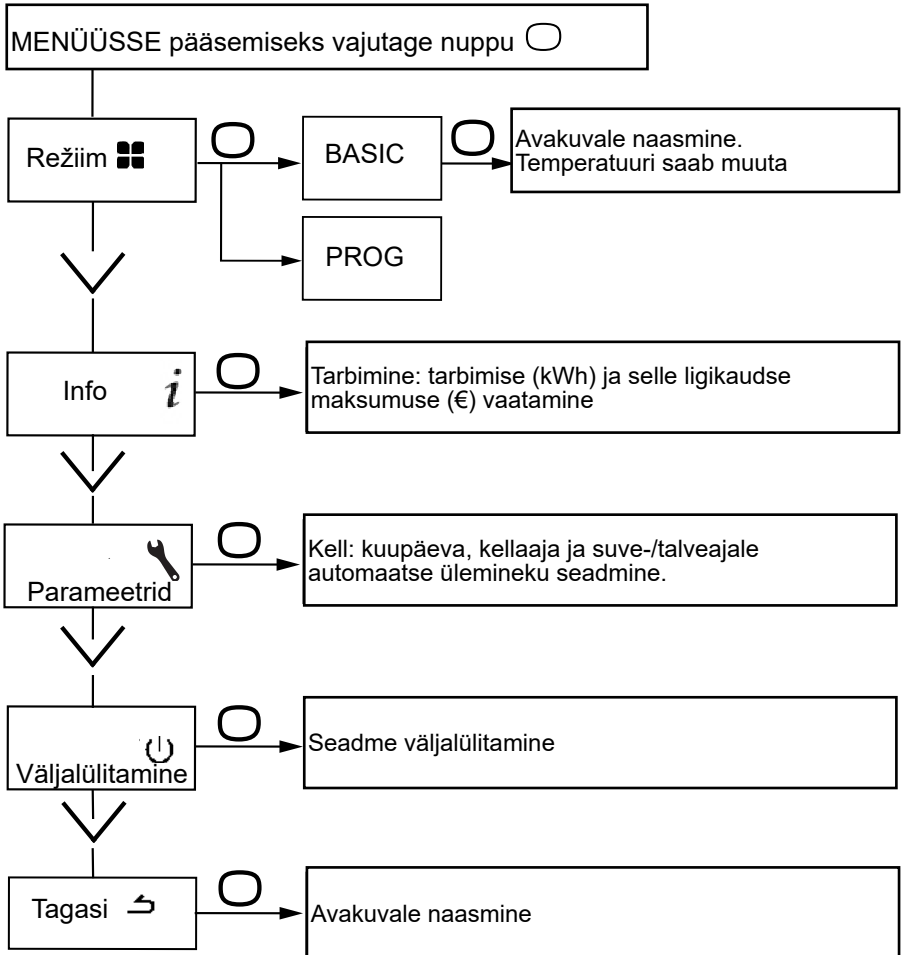 MENÜÜSSE pääsemiseks vajutage nuppu
Režiim
BASIC
Avakuvale naasmine.
Temperatuuri saab muuta
PROG
Info
Tarbimine: tarbimise (kWh) ja selle ligikaudse
maksumuse (€) vaatamine
Parameetrid
Kell: kuupäeva, kellaaja ja suve-/talveajale
automaatse ülemineku seadmine.
Väljalülitamine
Seadme väljalülitamine
Tagasi
Avakuvale naasmine